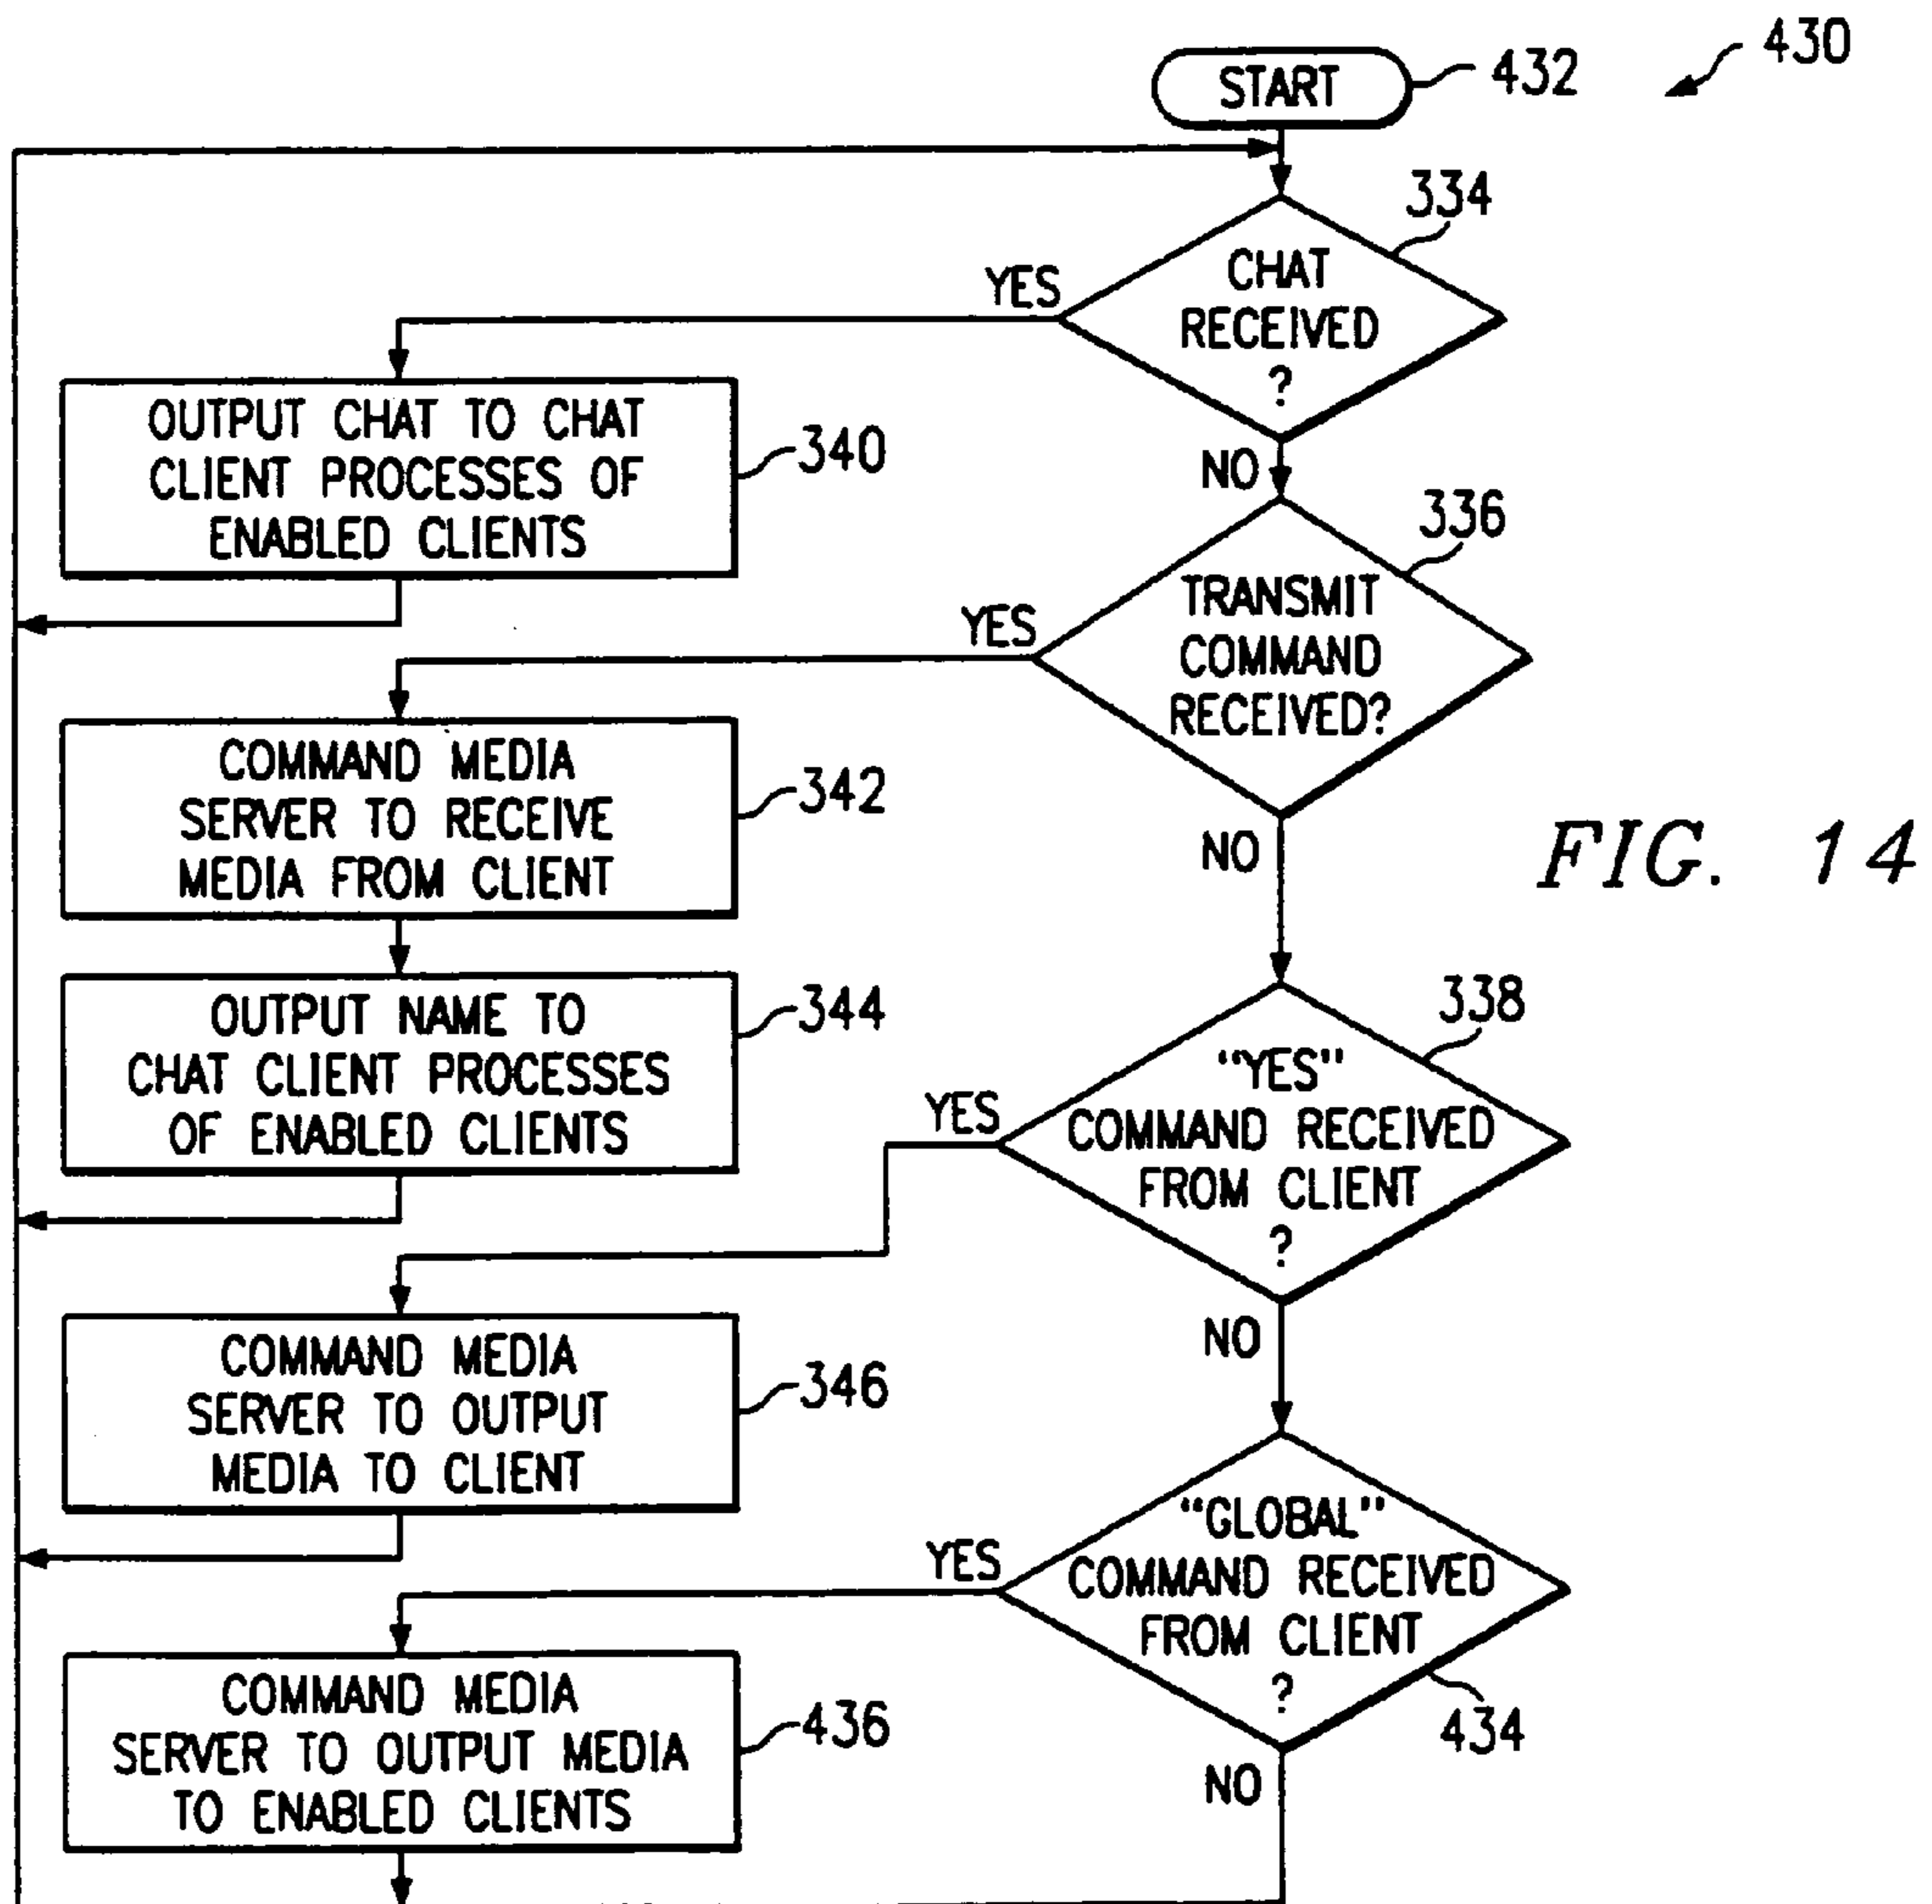 430
START
432
334
CHAT
RECEIVED
?
YES
NO
OUTPUT CHAT TO CHAT
CLIENT PROCESSES OF
ENABLED CLIENTS
340
336
TRANSMIT
COMMAND
RECEIVED?
YES
NO
COMMAND MEDIA
SERVER TO RECEIVE
MEDIA FROM CLIENT
342
FIG. 14
OUTPUT NAME TO
CHAT CLIENT PROCESSES
OF ENABLED CLIENTS
344
338
"YES"
COMMAND RECEIVED
FROM CLIENT
?
YES
NO
COMMAND MEDIA
SERVER TO OUTPUT
MEDIA TO CLIENT
346
"GLOBAL"
COMMAND RECEIVED
FROM CLIENT
?
YES
434
NO
COMMAND MEDIA
SERVER TO OUTPUT MEDIA
TO ENABLED CLIENTS
436